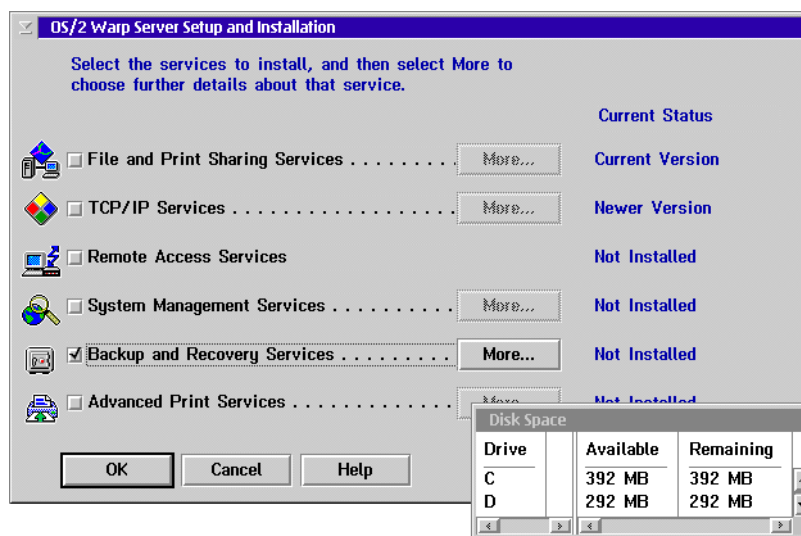 OS/2 Warp Server Setup and Installation
Select the services to install, and then select More to
choose further details about that service.
Current Status
File and Print Sharing Services . . . . . . . . . More... Current Version
TCP/IP Services . . . . . . . . . . . . . . . . . . . More... Newer Version
Remote Access Services Not Installed
System Management Services . . . . . . . . . . More... Not Installed
Backup and Recovery Services . . . . . . . . . More... Not Installed
Advanced Print Services . . . . . . . . . . . . . More... Not Installed
Disk Space
Drive Available Remaining
C 392 MB 392 MB
D 292 MB 292 MB
OK Cancel Help